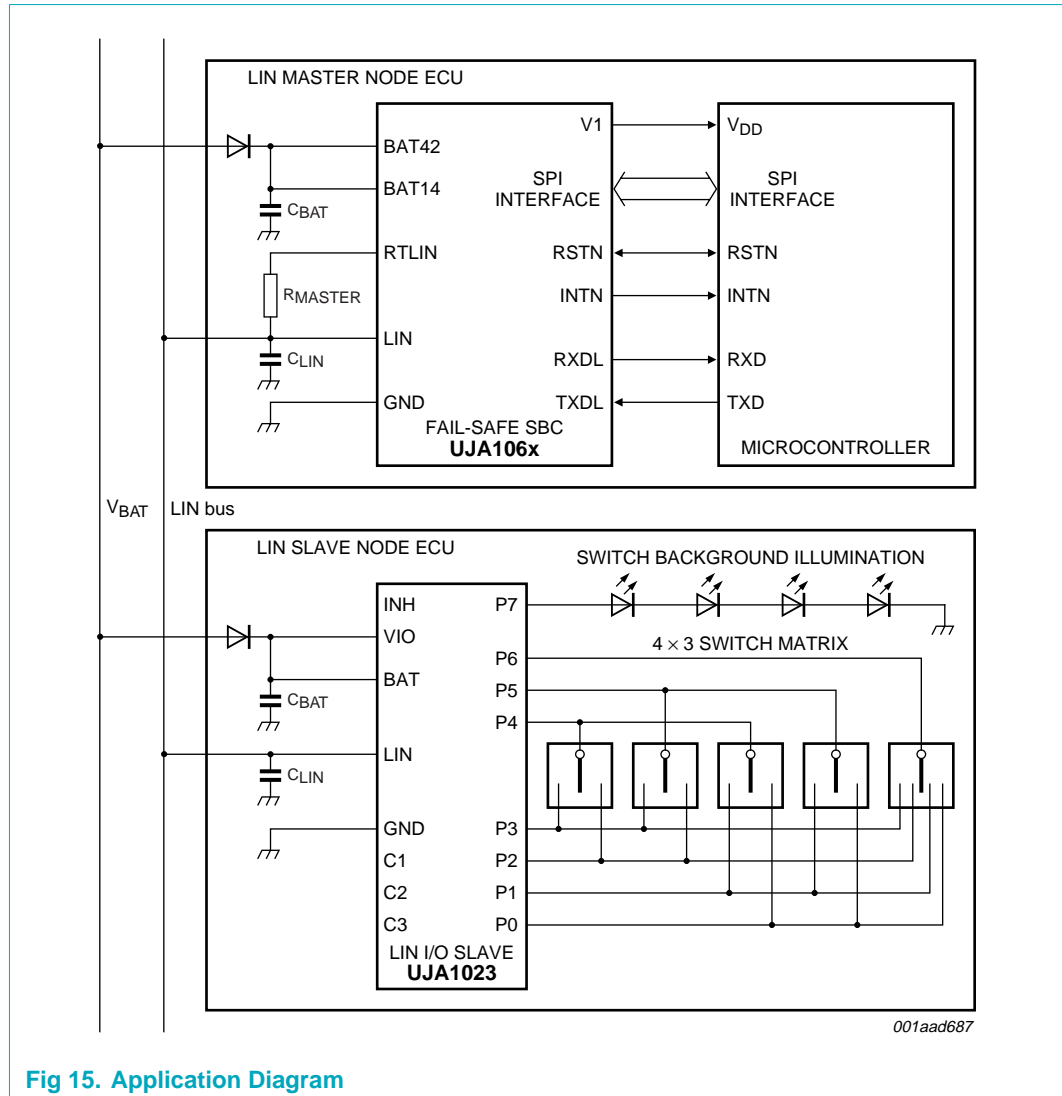 LIN MASTER NODE ECU
V1
VDD
BAT42
SPI
INTERFACE
SPI
INTERFACE
BAT14
CBAT
RTLIN
RSTN
RSTN
RMASTER
INTN
INTN
LIN
CLIN
RXDL
RXD
GND
TXDL
TXD
FAIL-SAFE SBC
UJA106x
MICROCONTROLLER
VBAT
LIN bus
LIN SLAVE NODE ECU
SWITCH BACKGROUND ILLUMINATION
INH
P7
VIO
4 × 3 SWITCH MATRIX
P6
BAT
P5
CBAT
P4
LIN
CLIN
GND
P3
C1
P2
C2
P1
C3
P0
LIN I/O SLAVE
UJA1023
001aad687
Fig 15. Application Diagram